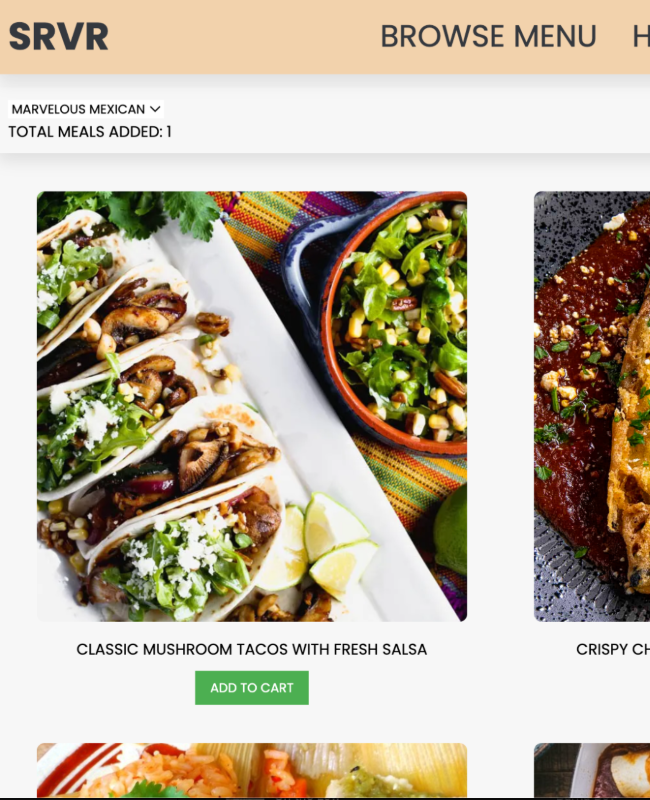 SRVR
BROWSE MENU
MARVELOUS MEXICAN
TOTAL MEALS ADDED: 1
CLASSIC MUSHROOM TACOS WITH FRESH SALSA
CRISPY
ADD TO CART